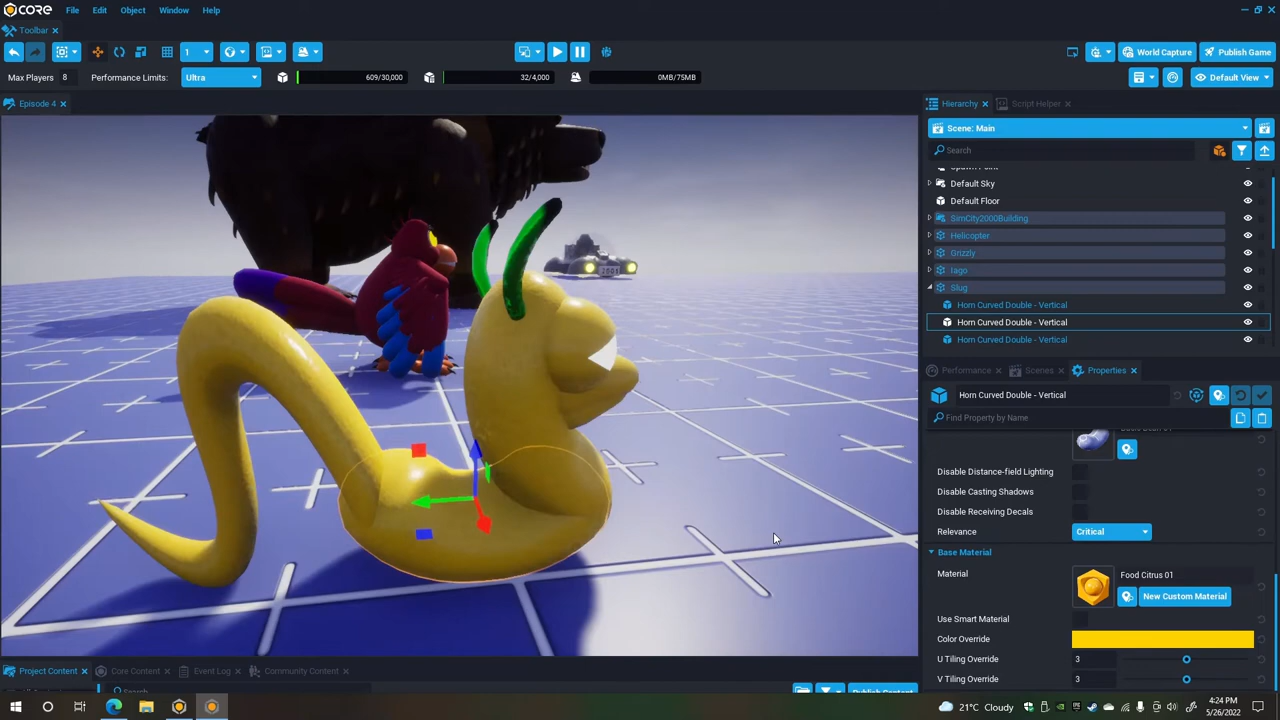 CORE File Edit Object Window Help
Toolbar
1
World Capture Publish Game
Max Players 8 Performance Limits: Ultra 609/30,000 32/4,000 0MB/75MB Default View
Episode 4 Hierarchy Script Helper
Scene: Main
Search
Default Sky
Default Floor
SimCity2000Building
Helicopter
Grizzly
Iago
Slug
Horn Curved Double - Vertical
Horn Curved Double - Vertical
Horn Curved Double - Vertical
Performance Scenes Properties
Horn Curved Double - Vertical
Find Property by Name
Disable Distance-field Lighting
Disable Casting Shadows
Disable Receiving Decals
Relevance Critical
Base Material
Material Food Citrus 01
New Custom Material
Use Smart Material
Color Override
U Tiling Override 3
V Tiling Override 3
Project Content Core Content Event Log Community Content
Search Publish Content
21°C Cloudy 4:24 PM
5/26/2022